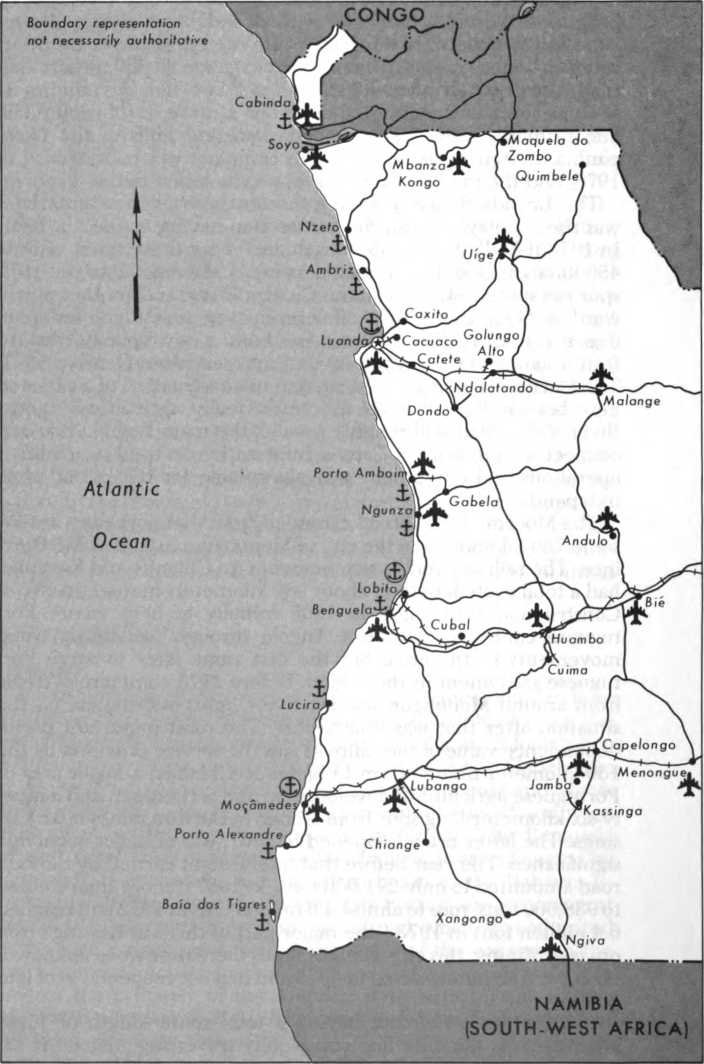 Boundary representation
not necessarily authoritative
CONGO
Cabinda
Soyo
Maquela do
Zombo
Mbanza
Kongo
Quimbele
N
Nzeto
Uíge
Ambriz
Caxito
Luanda
Cacuaco
Golungo
Alto
Catete
Ndalatando
Malange
Dondo
Porto Amboim
Atlantic
Ocean
Gabela
Ngunza
Andulo
Lobito
Benguela
Bié
Cubal
Huambo
Cuima
Lucira
Capelongo
Menongue
Lubango
Jamba
Moçâmedes
Kassinga
Porto Alexandre
Chiange
Baía dos Tigres
Xangongo
Ngiva
NAMIBIA
(SOUTH-WEST AFRICA)